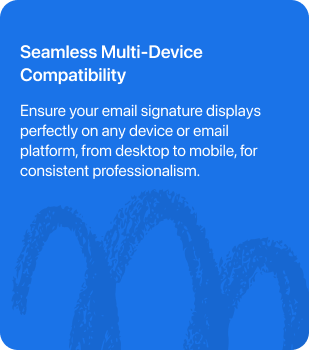 Seamless Multi-Device
Compatibility
Ensure your email signature displays
perfectly on any device or email
platform, from desktop to mobile, for
consistent professionalism.